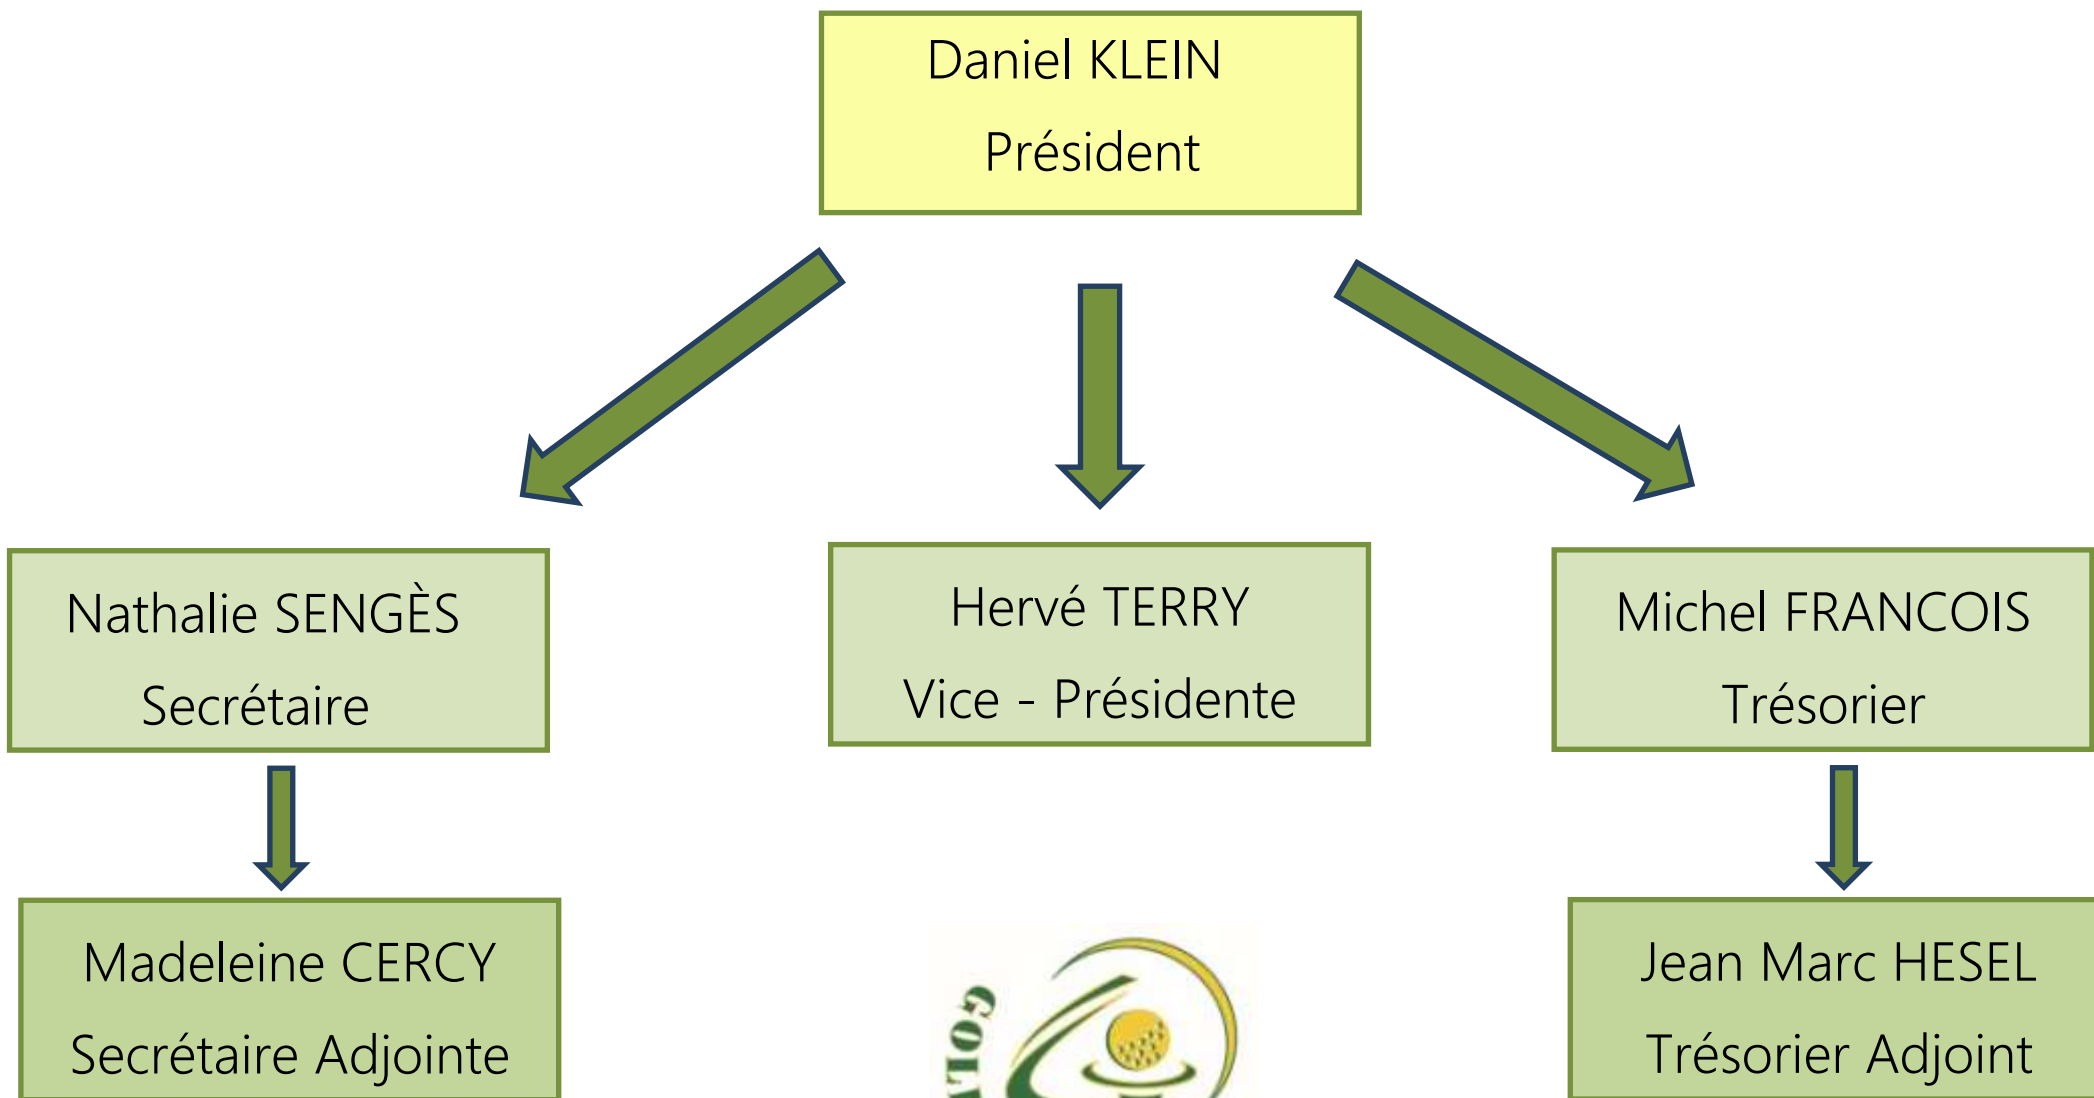 Daniel KLEIN
Président
Nathalie SENGÈS
Secrétaire
Hervé TERRY
Vice - Présidente
Michel FRANCOIS
Trésorier
Madeleine CERCY
Secrétaire Adjointe
Jean Marc HESEL
Trésorier Adjoint